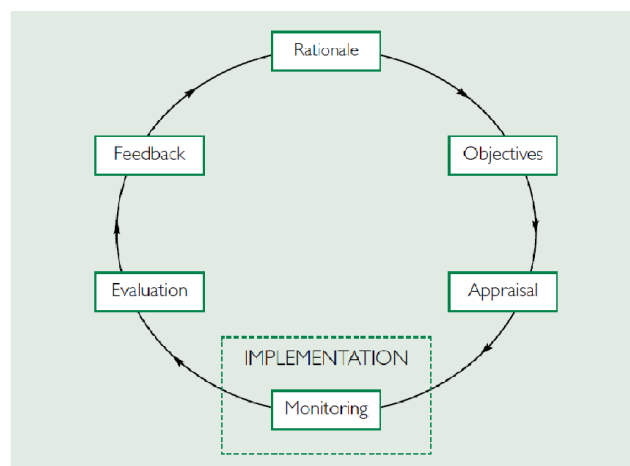 Rationale
Objectives
Appraisal
IMPLEMENTATION
Monitoring
Evaluation
Feedback